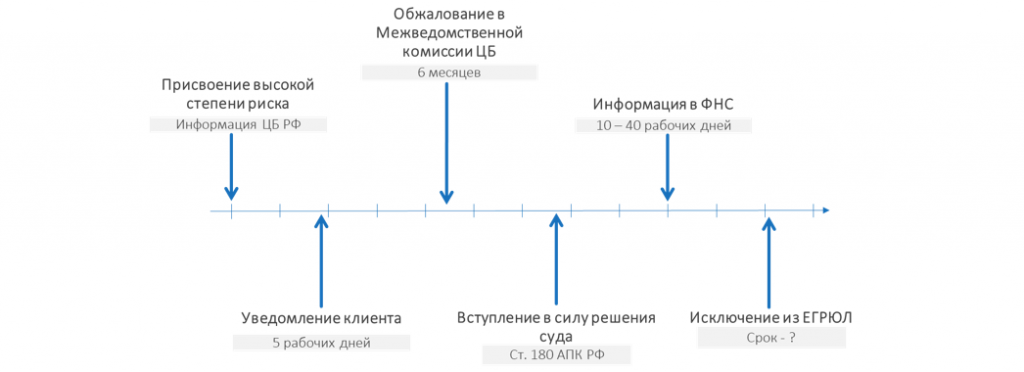 Обжалование в
Межведомственной
комиссии ЦБ
6 месяцев
Присвоение высокой
степени риска
Информация ЦБ РФ
Информация в ФНС
10 – 40 рабочих дней
Уведомление клиента
5 рабочих дней
Вступление в силу решения
суда
Ст. 180 АПК РФ
Исключение из ЕГРЮЛ
Срок - ?